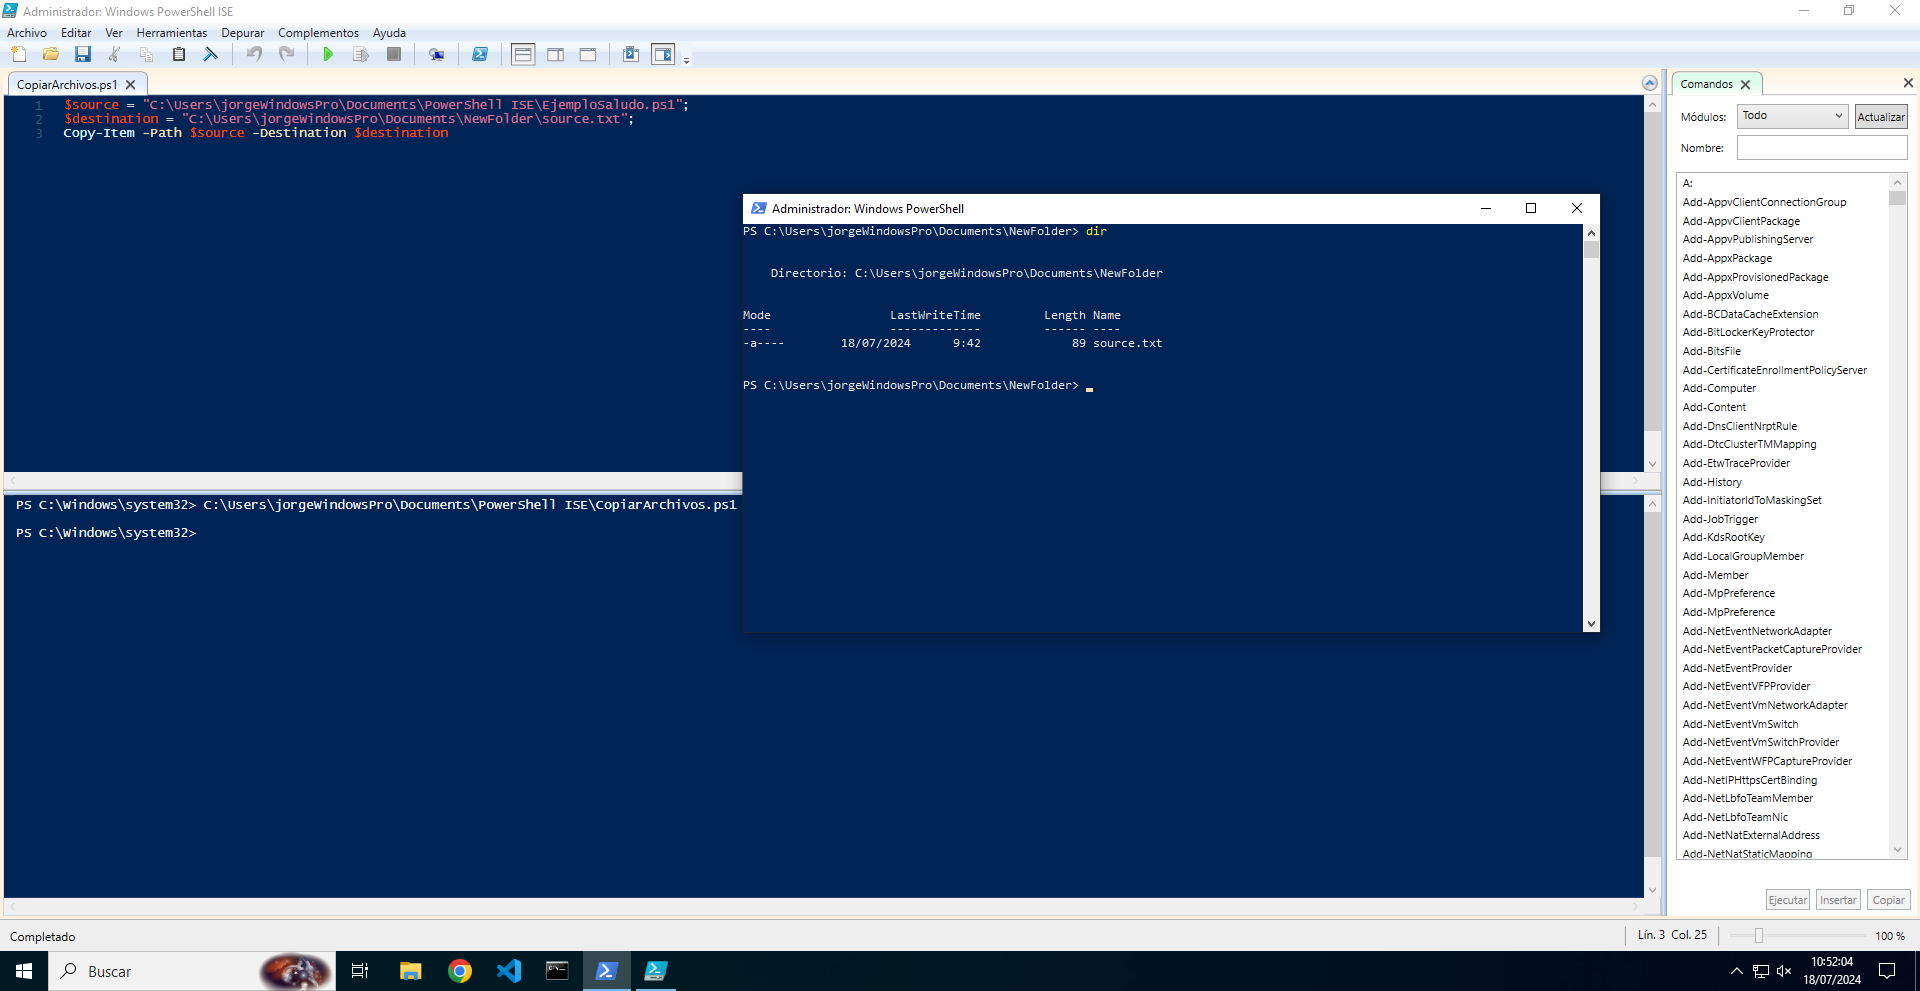 Administrador: Windows PowerShell ISE
Archivo Editar Ver Herramientas Depurar Complementos Ayuda
CopiarArchivos.ps1
1 $source = "C:\Users\jorgeWindowsPro\Documents\PowerShell ISE\EjemploSaludo.ps1";
2 $destination = "C:\Users\jorgeWindowsPro\Documents\NewFolder\source.txt";
3 Copy-Item -Path $source -Destination $destination
PS C:\Windows\system32> C:\Users\jorgeWindowsPro\Documents\PowerShell ISE\CopiarArchivos.ps1
PS C:\Windows\system32>
Administrador: Windows PowerShell
PS C:\Users\jorgeWindowsPro\Documents\NewFolder> dir
Directorio: C:\Users\jorgeWindowsPro\Documents\NewFolder
Mode LastWriteTime Length Name
---- ------------- ------ ----
-a---- 18/07/2024 9:42 89 source.txt
PS C:\Users\jorgeWindowsPro\Documents\NewFolder>
Comandos
Módulos: Todo Actualizar
Nombre:
A:
Add-AppvClientConnectionGroup
Add-AppvClientPackage
Add-AppvPublishingServer
Add-AppxPackage
Add-AppxProvisionedPackage
Add-AppxVolume
Add-BCDataCacheExtension
Add-BitLockerKeyProtector
Add-BitsFile
Add-CertificateEnrollmentPolicyServer
Add-Computer
Add-Content
Add-DnsClientNrptRule
Add-DtcClusterTMMapping
Add-EtwTraceProvider
Add-History
Add-InitiatorIdToMaskingSet
Add-JobTrigger
Add-KdsRootKey
Add-LocalGroupMember
Add-Member
Add-MpPreference
Add-MpPreference
Add-NetEventNetworkAdapter
Add-NetEventPacketCaptureProvider
Add-NetEventProvider
Add-NetEventVFPProvider
Add-NetEventVmNetworkAdapter
Add-NetEventVmSwitch
Add-NetEventVmSwitchProvider
Add-NetEventWFPCaptureProvider
Add-NetIPHttpsCertBinding
Add-NetLbfoTeamMember
Add-NetLbfoTeamNic
Add-NetNatExternalAddress
Add-NetNatStaticMapping
Ejecutar Insertar Copiar
Completado
Lín. 3 Col. 25 100 %
Buscar
10:52:04
18/07/2024